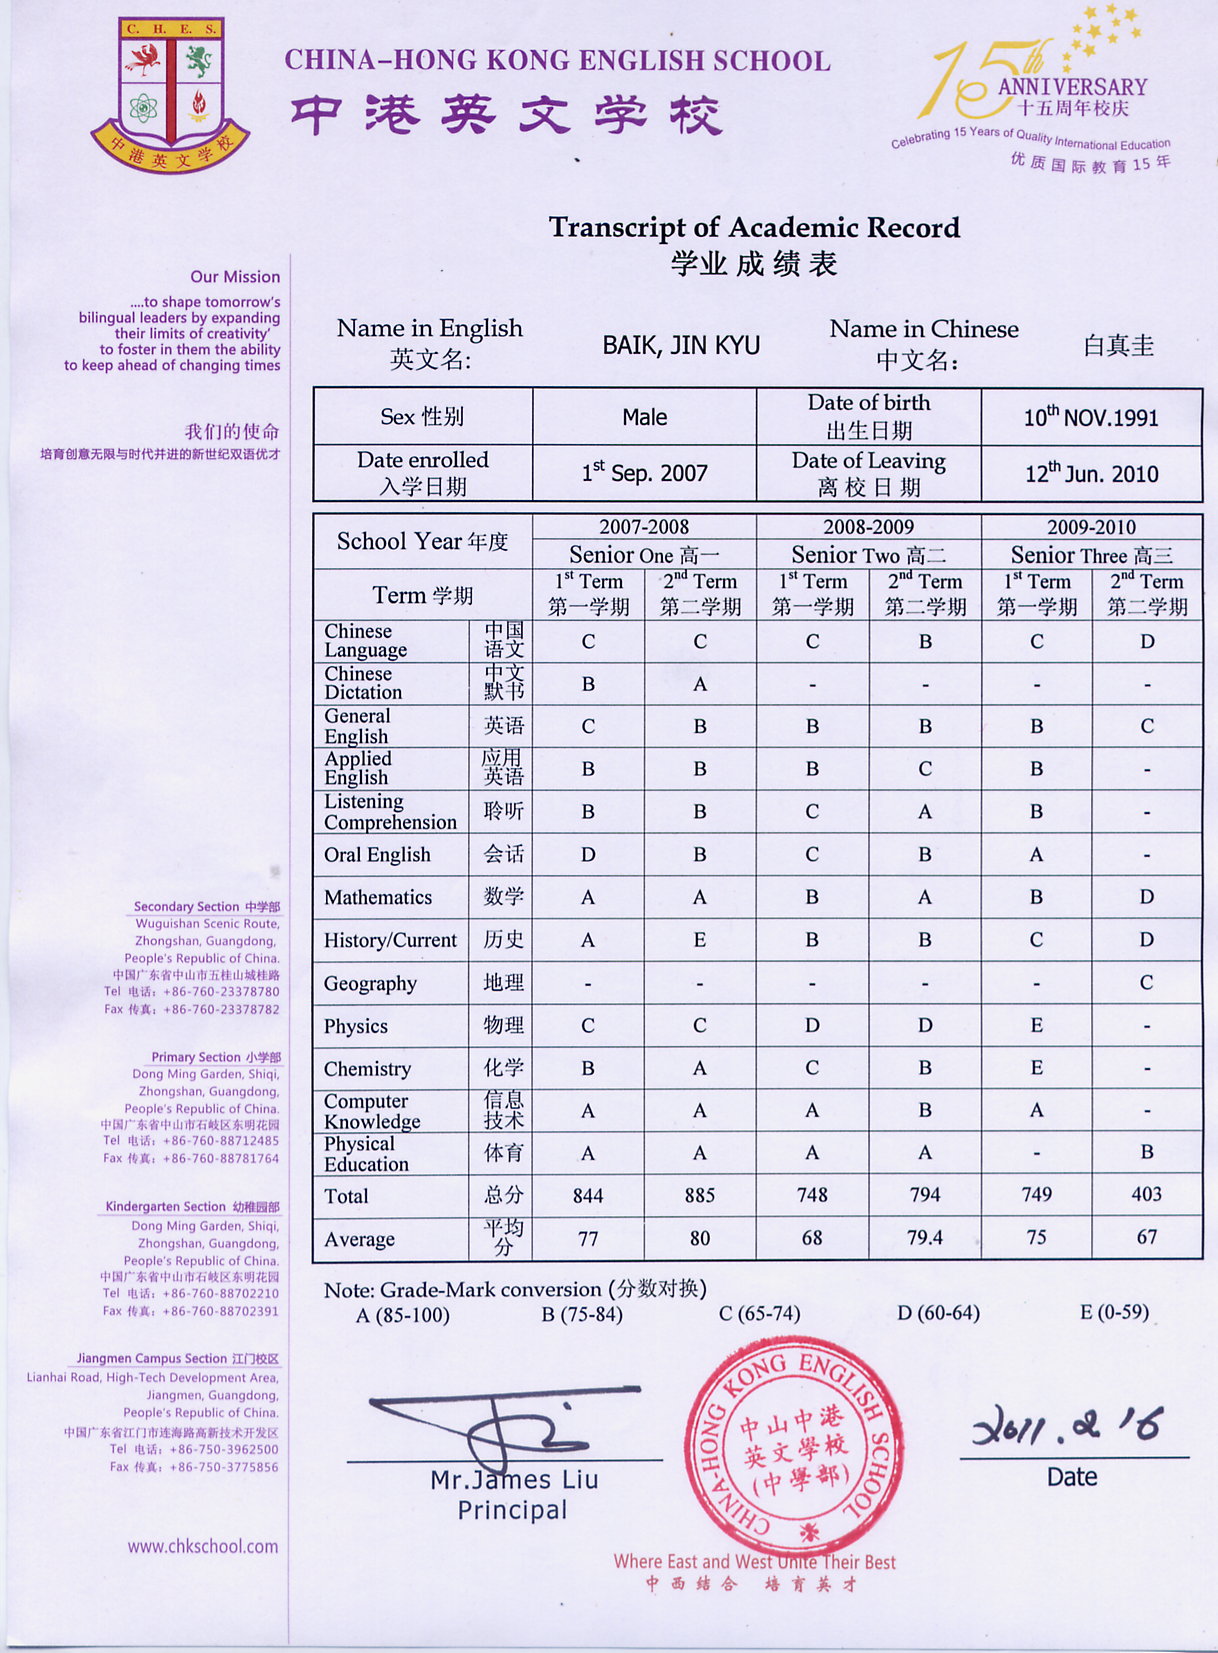 C. H. E. S.
中港英文学校
CHINA-HONG KONG ENGLISH SCHOOL
中港英文学校
15th
ANNIVERSARY
十五周年校庆
Celebrating 15 Years of Quality International Education
优质国际教育15年
Transcript of Academic Record
学业成绩表
Our Mission
....to shape tomorrow's
bilingual leaders by expanding
their limits of creativity'
to foster in them the ability
to keep ahead of changing times
我们的使命
培育创意无限与时代并进的新世纪双语优才
Name in English BAIK, JIN KYU Name in Chinese 白真圭
英文名: 中文名:
Sex 性别 Male Date of birth 10th NOV.1991
出生日期
Date enrolled 1st Sep. 2007 Date of Leaving 12th Jun. 2010
入学日期 离校日期
School Year 年度 2007-2008 2008-2009 2009-2010
Senior One 高一 Senior Two 高二 Senior Three 高三
Term 学期 1st Term 2nd Term 1st Term 2nd Term 1st Term 2nd Term
第一学期 第二学期 第一学期 第二学期 第一学期 第二学期
Chinese Language 中国语文 C C C B C D
Chinese Dictation 中文默书 B A - - - -
General English 英语 C B B B B C
Applied English 应用英语 B B B C B -
Listening Comprehension 聆听 B B C A B -
Oral English 会话 D B C B A -
Mathematics 数学 A A B A B D
History/Current 历史 A E B B C D
Geography 地理 - - - - - C
Physics 物理 C C D D E -
Chemistry 化学 B A C B E -
Computer Knowledge 信息技术 A A A B A -
Physical Education 体育 A A A A - B
Total 总分 844 885 748 794 749 403
Average 平均分 77 80 68 79.4 75 67
Note: Grade-Mark conversion (分数对换)
A (85-100) B (75-84) C (65-74) D (60-64) E (0-59)
Secondary Section 中学部
Wuguishan Scenic Route,
Zhongshan, Guangdong,
People's Republic of China.
中国广东省中山市五桂山城桂路
Tel 电话: +86-760-23378780
Fax 传真: +86-760-23378782
Primary Section 小学部
Dong Ming Garden, Shiqi,
Zhongshan, Guangdong,
People's Republic of China.
中国广东省中山市石岐区东明花园
Tel 电话: +86-760-88712485
Fax 传真: +86-760-88781764
Kindergarten Section 幼稚园部
Dong Ming Garden, Shiqi,
Zhongshan, Guangdong,
People's Republic of China.
中国广东省中山市石岐区东明花园
Tel 电话: +86-760-88702210
Fax 传真: +86-760-88702391
Jiangmen Campus Section 江门校区
Lianhai Road, High-Tech Development Area,
Jiangmen, Guangdong,
People's Republic of China.
中国广东省江门市连海路高新技术开发区
Tel 电话: +86-750-3962500
Fax 传真: +86-750-3775856
www.chkschool.com
Mr.James Liu
Principal
CHINA-HONG KONG ENGLISH SCHOOL
中山中港
英文學校
(中學部)
2011.2.16
Date
Where East and West Unite Their Best
中西结合 培育英才